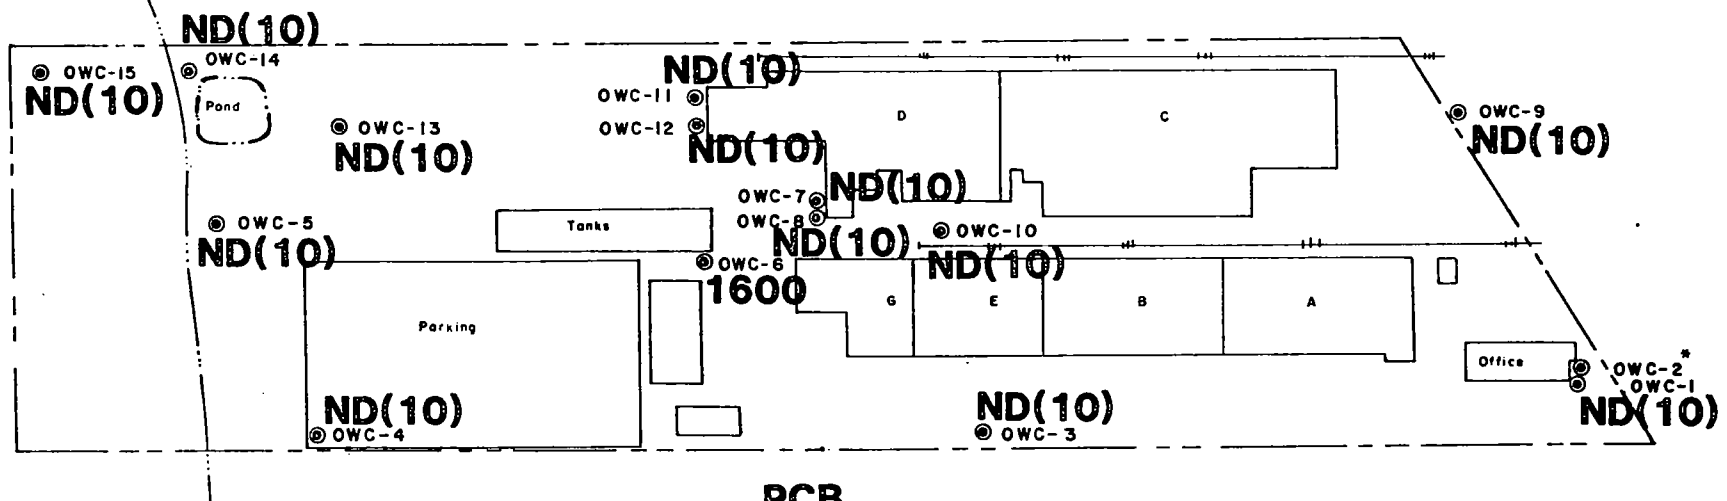 ND(10)
OWC-15
ND(10)
OWC-14
Pond
OWC-13
ND(10)
ND(10)
OWC-11
OWC-12
ND(10)
D
C
OWC-9
ND(10)
OWC-7
ND(10)
OWC-8
ND(10)
OWC-5
ND(10)
Tanks
OWC-10
ND(10)
OWC-6
1600
G
E
B
A
Parking
Office
OWC-2*
OWC-1
ND(10)
ND(10)
OWC-4
ND(10)
OWC-3
PCB